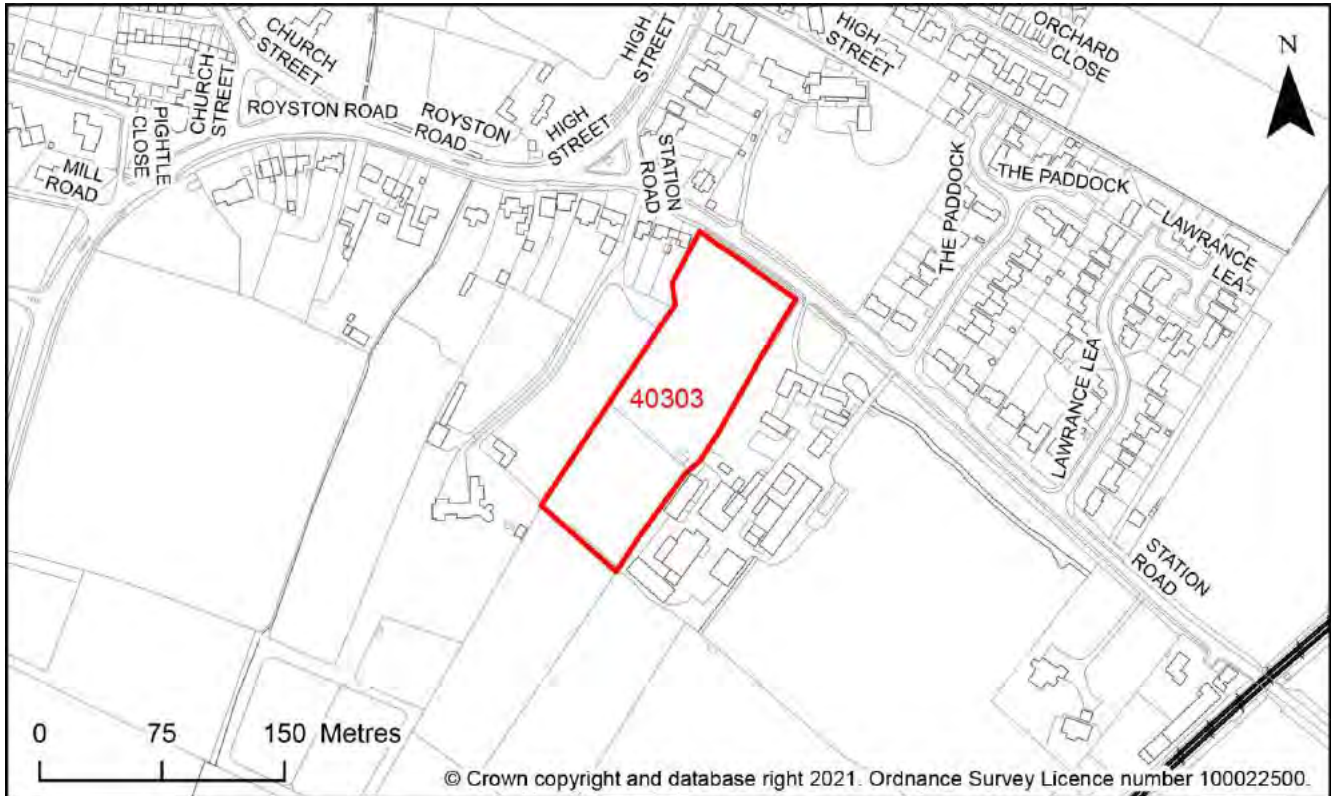 CHURCH
STREET
HIGH
STREET
HIGH
STREET
ORCHARD
CLOSE
N
ROYSTON ROAD
ROYSTON
ROAD
HIGH
STREET
CHURCH
STREET
PIGHTLE
CLOSE
MILL
ROAD
STATION
ROAD
THE PADDOCK
THE PADDOCK
LAWRANCE
LEA
LAWRANCE LEA
40303
STATION
ROAD
0 75 150 Metres
© Crown copyright and database right 2021. Ordnance Survey Licence number 100022500.